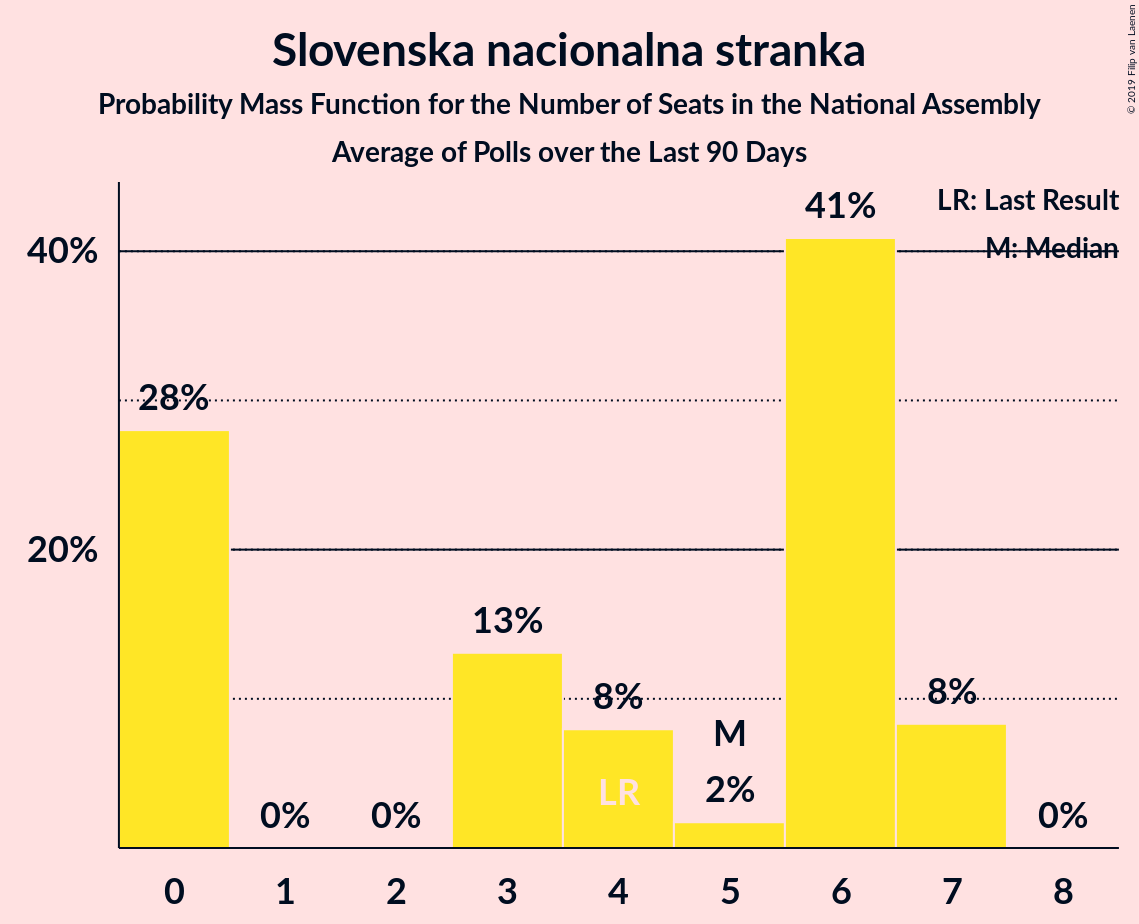 Slovenska nacionalna stranka
Probability Mass Function for the Number of Seats in the National Assembly
Average of Polls over the Last 90 Days
© 2019 Filip van Laenen
LR: Last Result
M: Median
40%
20%
28%
0%
0%
13%
8%
LR
M
2%
41%
8%
0%
0 1 2 3 4 5 6 7 8